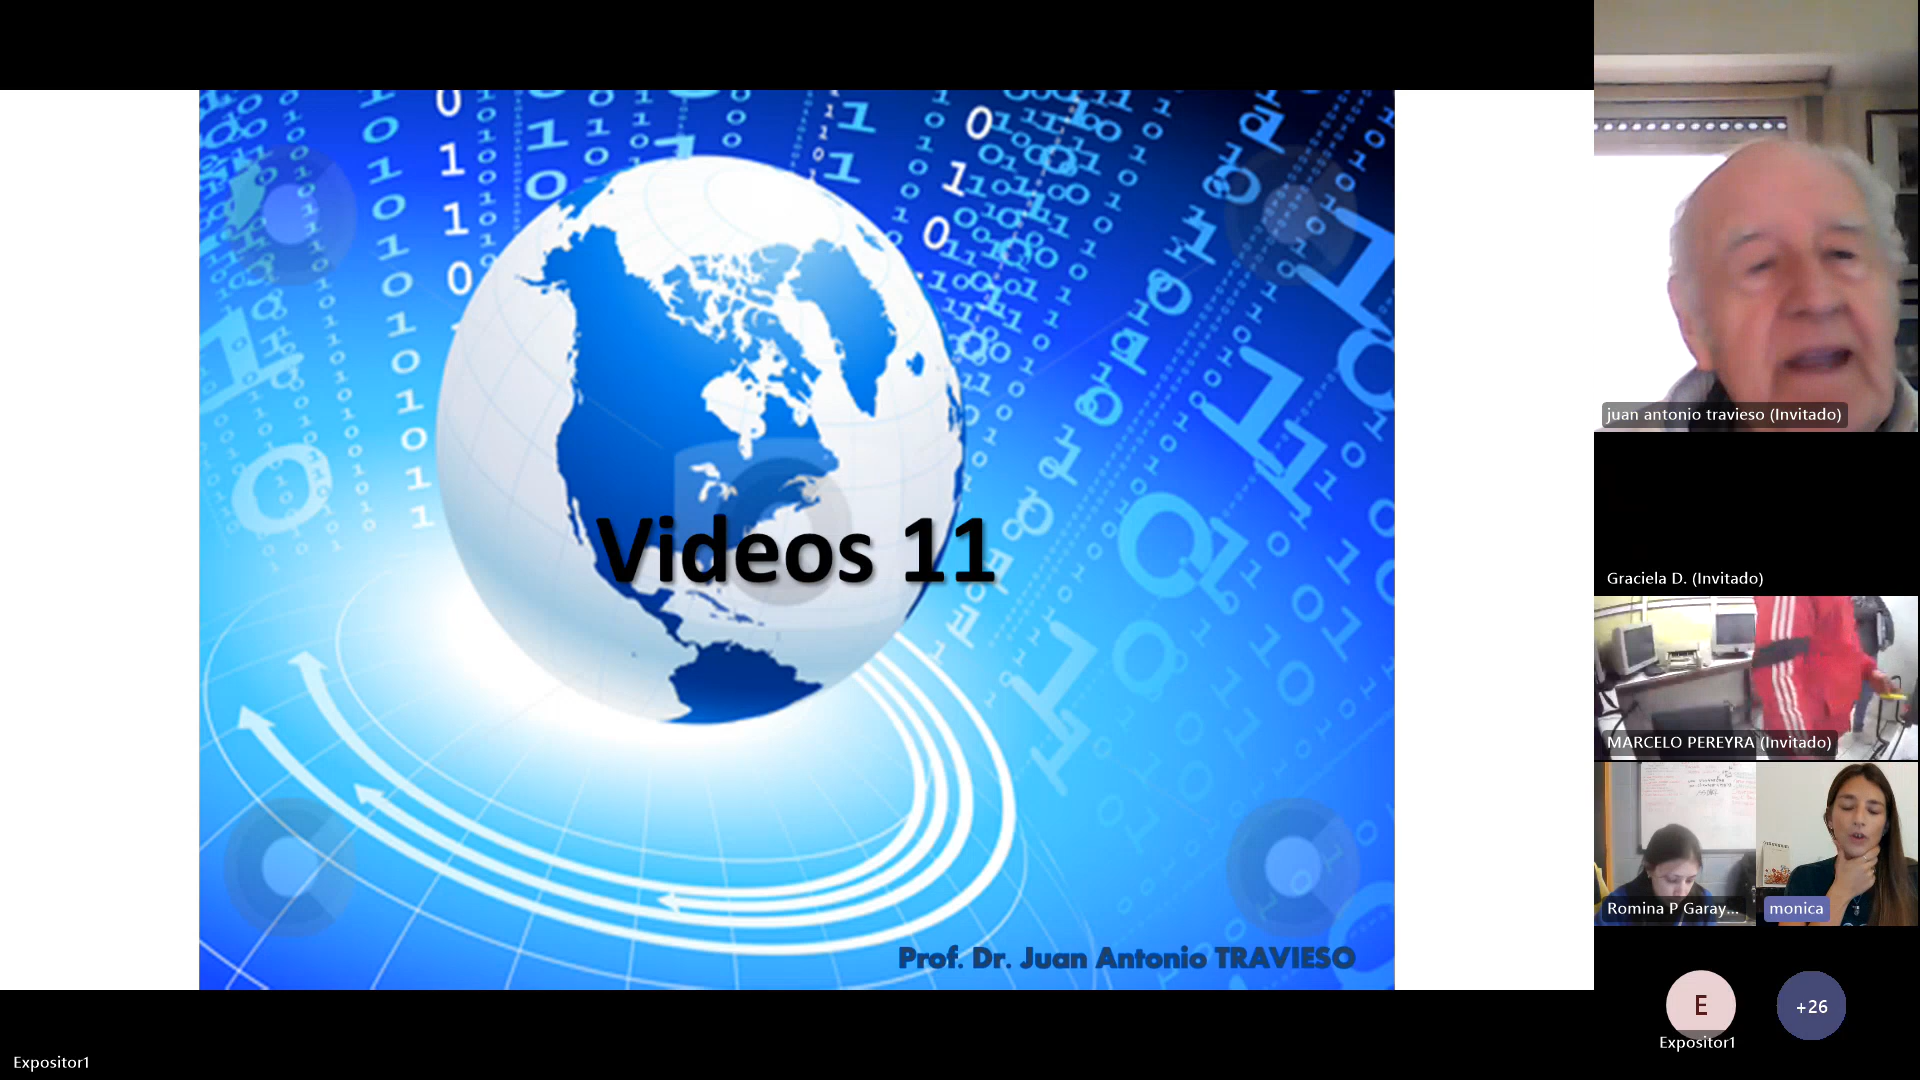 Videos 11
Prof. Dr. Juan Antonio TRAVIESO
juan antonio travieso (Invitado)
Graciela D. (Invitado)
MARCELO PEREYRA (Invitado)
Romina P Garay...
monica
E
+26
Expositor1
Expositor1